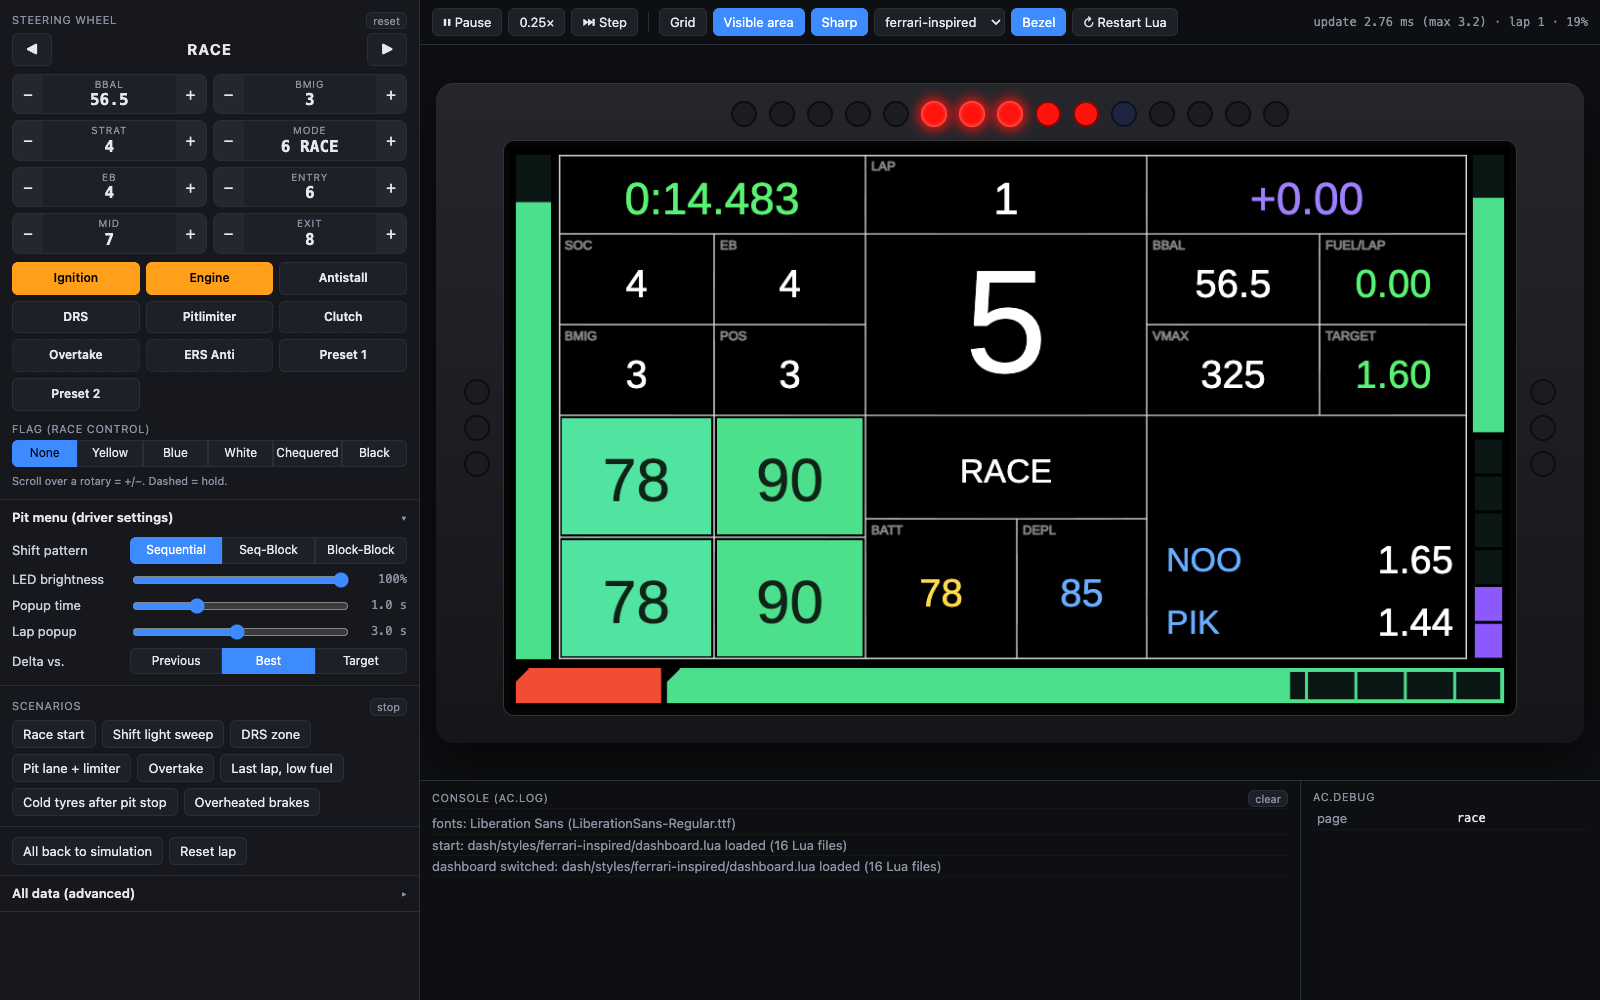 STEERING WHEEL
reset
◀ RACE ▶
BBAL
− 56.5 +
BMIG
− 3 +
STRAT
− 4 +
MODE
− 6 RACE +
EB
− 4 +
ENTRY
− 6 +
MID
− 7 +
EXIT
− 8 +
Ignition Engine Antistall
DRS Pitlimiter Clutch
Overtake ERS Anti Preset 1
Preset 2
FLAG (RACE CONTROL)
None Yellow Blue White Chequered Black
Scroll over a rotary = +/−. Dashed = hold.
Pit menu (driver settings)
Shift pattern Sequential Seq-Block Block-Block
LED brightness 100%
Popup time 1.0 s
Lap popup 3.0 s
Delta vs. Previous Best Target
SCENARIOS
stop
Race start Shift light sweep DRS zone
Pit lane + limiter Overtake Last lap, low fuel
Cold tyres after pit stop Overheated brakes
All back to simulation Reset lap
All data (advanced)
Pause 0.25× Step Grid Visible area Sharp ferrari-inspired Bezel Restart Lua
update 2.76 ms (max 3.2) · lap 1 · 19%
0:14.483
LAP
1
+0.00
SOC
4
EB
4
5
BBAL
56.5
FUEL/LAP
0.00
BMIG
3
POS
3
VMAX
325
TARGET
1.60
78 90
78 90
RACE
BATT
78
DEPL
85
NOO 1.65
PIK 1.44
CONSOLE (AC.LOG)
clear
fonts: Liberation Sans (LiberationSans-Regular.ttf)
start: dash/styles/ferrari-inspired/dashboard.lua loaded (16 Lua files)
dashboard switched: dash/styles/ferrari-inspired/dashboard.lua loaded (16 Lua files)
AC.DEBUG
page race